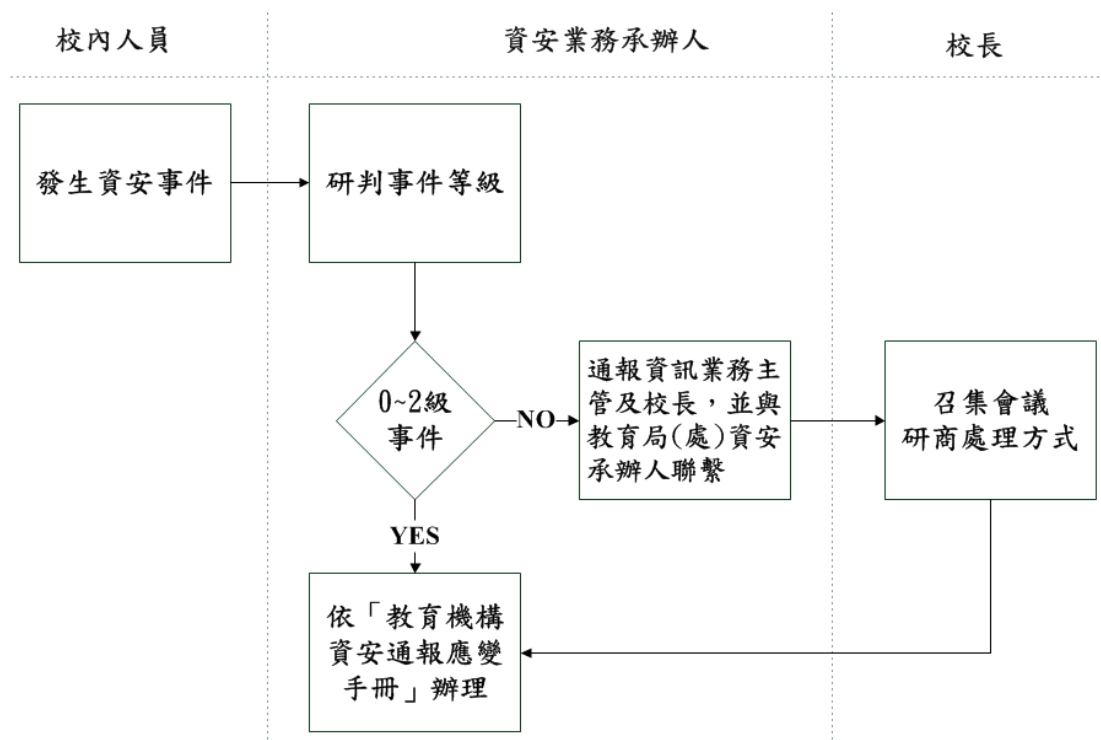 校內人員
資安業務承辦人
校長
發生資安事件
研判事件等級
0~2級
事件
NO
通報資訊業務主
管及校長，並與
教育局(處)資安
承辦人聯繫
召集會議
研商處理方式
YES
依「教育機構
資安通報應變
手冊」辦理